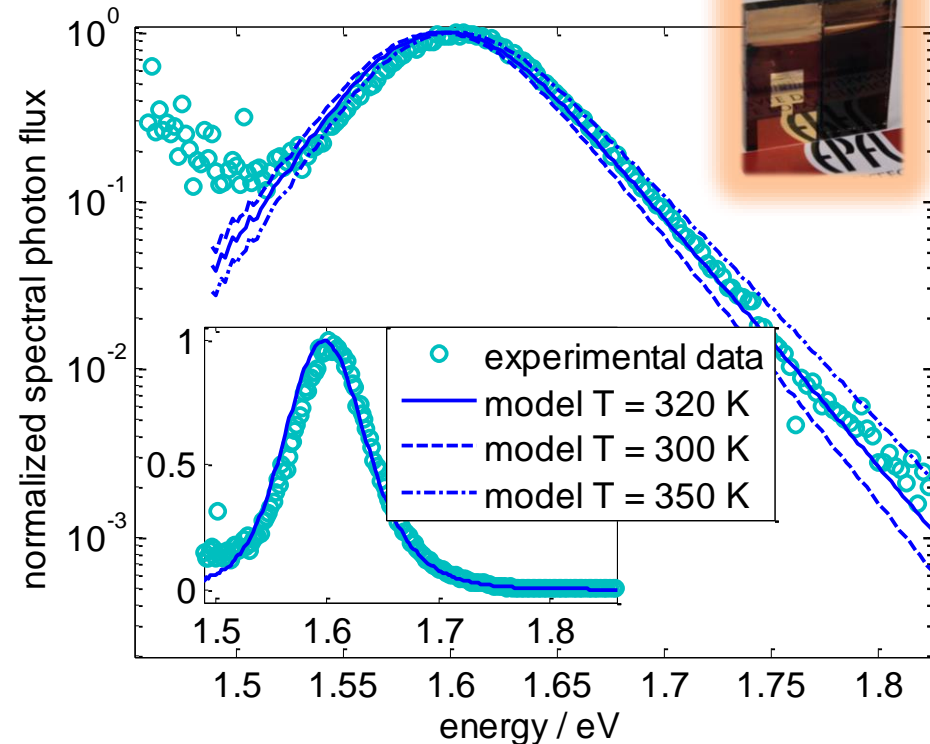 normalized spectral photon flux
10^0
10^-1
10^-2
10^-3
1.5 1.55 1.6 1.65 1.7 1.75 1.8
energy / eV
1
0.5
0
1.5 1.6 1.7 1.8
experimental data
model T = 320 K
model T = 300 K
model T = 350 K
EPFL